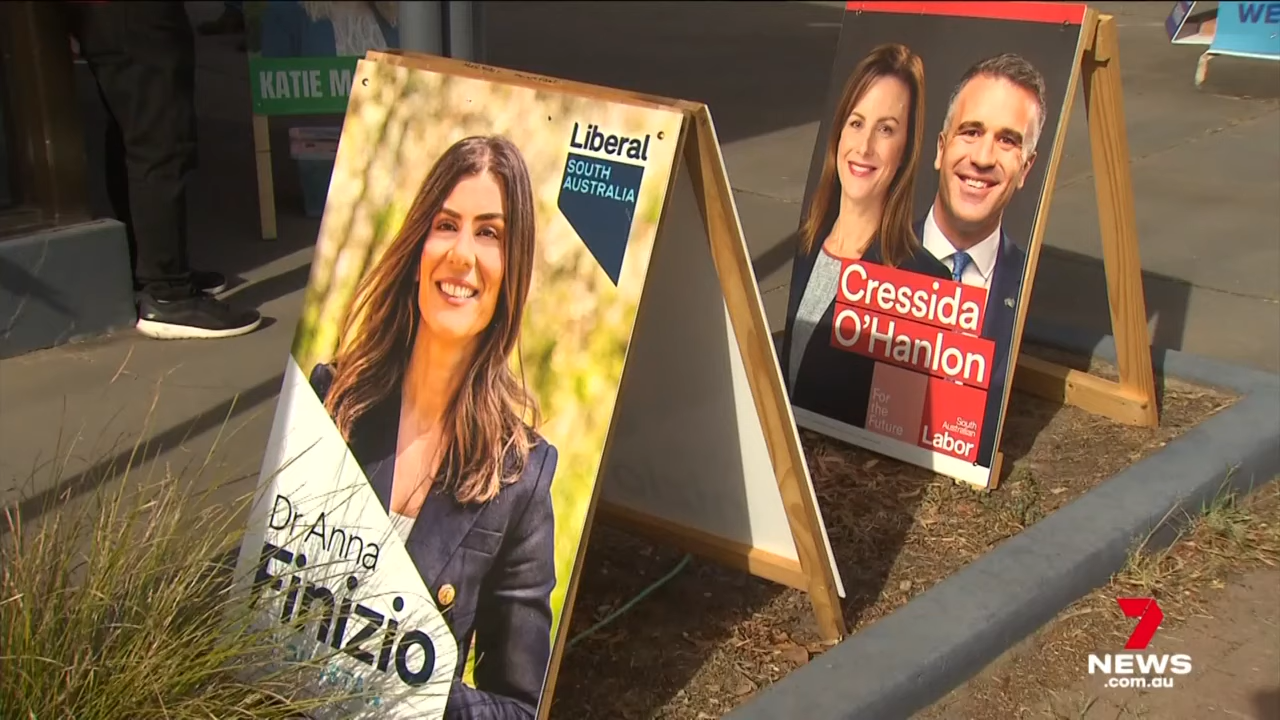 KATIE M
Liberal
SOUTH
AUSTRALIA
Dr Anna
Finizio
Cressida
O'Hanlon
For
the
Future
South
Australian
Labor
WE
7
NEWS
.com.au